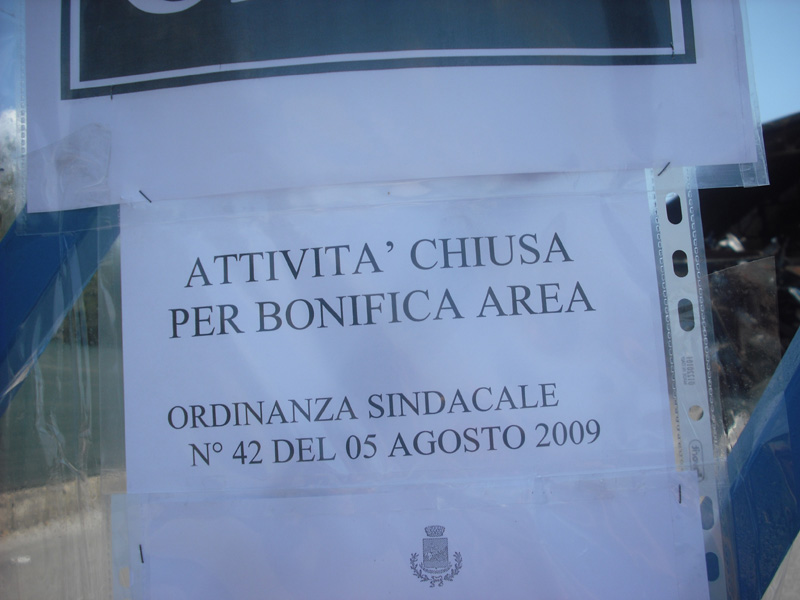 ATTIVITA' CHIUSA
PER BONIFICA AREA
ORDINANZA SINDACALE
N° 42 DEL 05 AGOSTO 2009